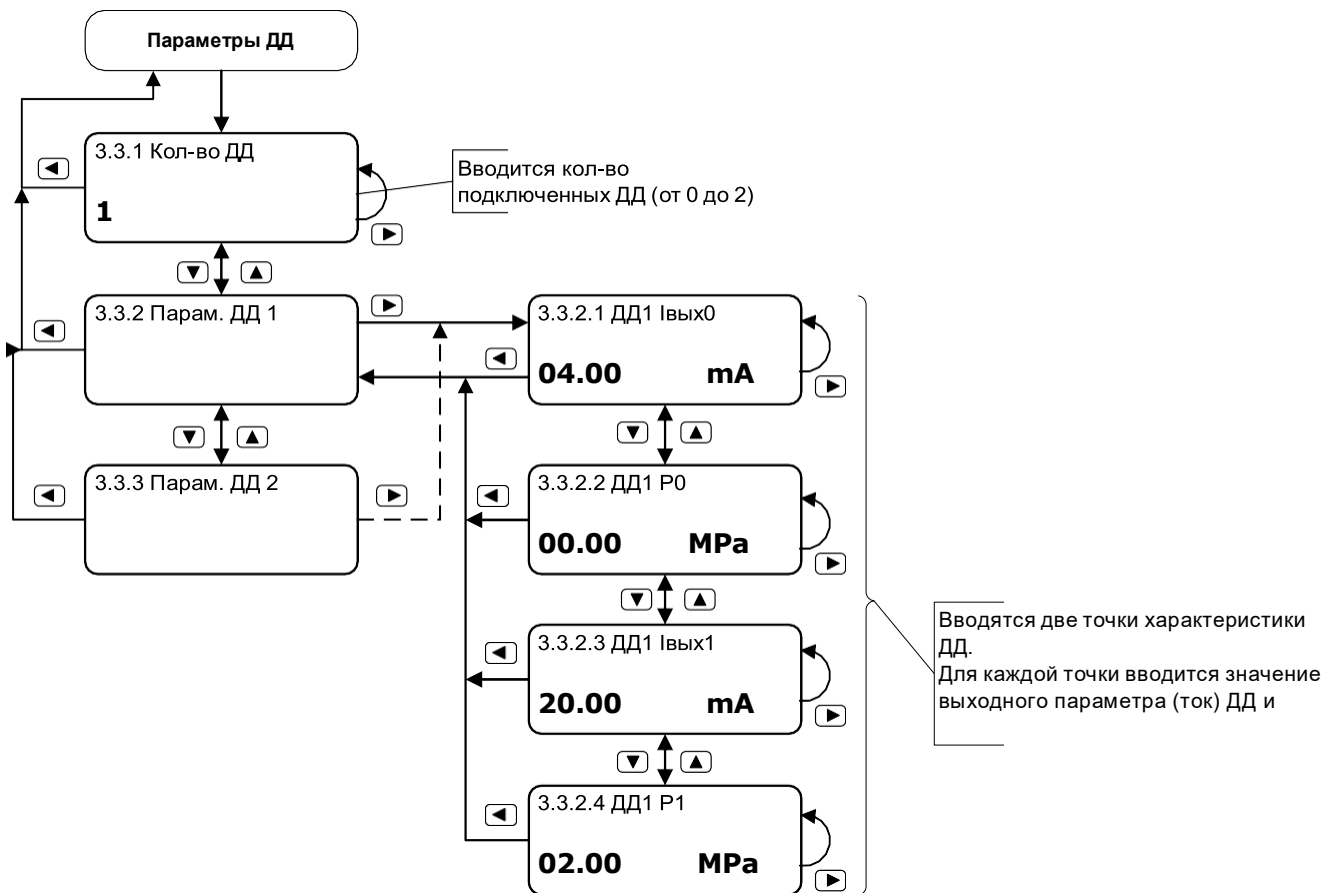 Параметры ДД
3.3.1 Кол-во ДД
1
Вводится кол-во
подключенных ДД (от 0 до 2)
3.3.2 Парам. ДД 1
3.3.3 Парам. ДД 2
3.3.2.1 ДД1 Iвых0
04.00 mA
3.3.2.2 ДД1 P0
00.00 MPa
3.3.2.3 ДД1 Iвых1
20.00 mA
3.3.2.4 ДД1 P1
02.00 MPa
Вводятся две точки характеристики
ДД.
Для каждой точки вводится значение
выходного параметра (ток) ДД и